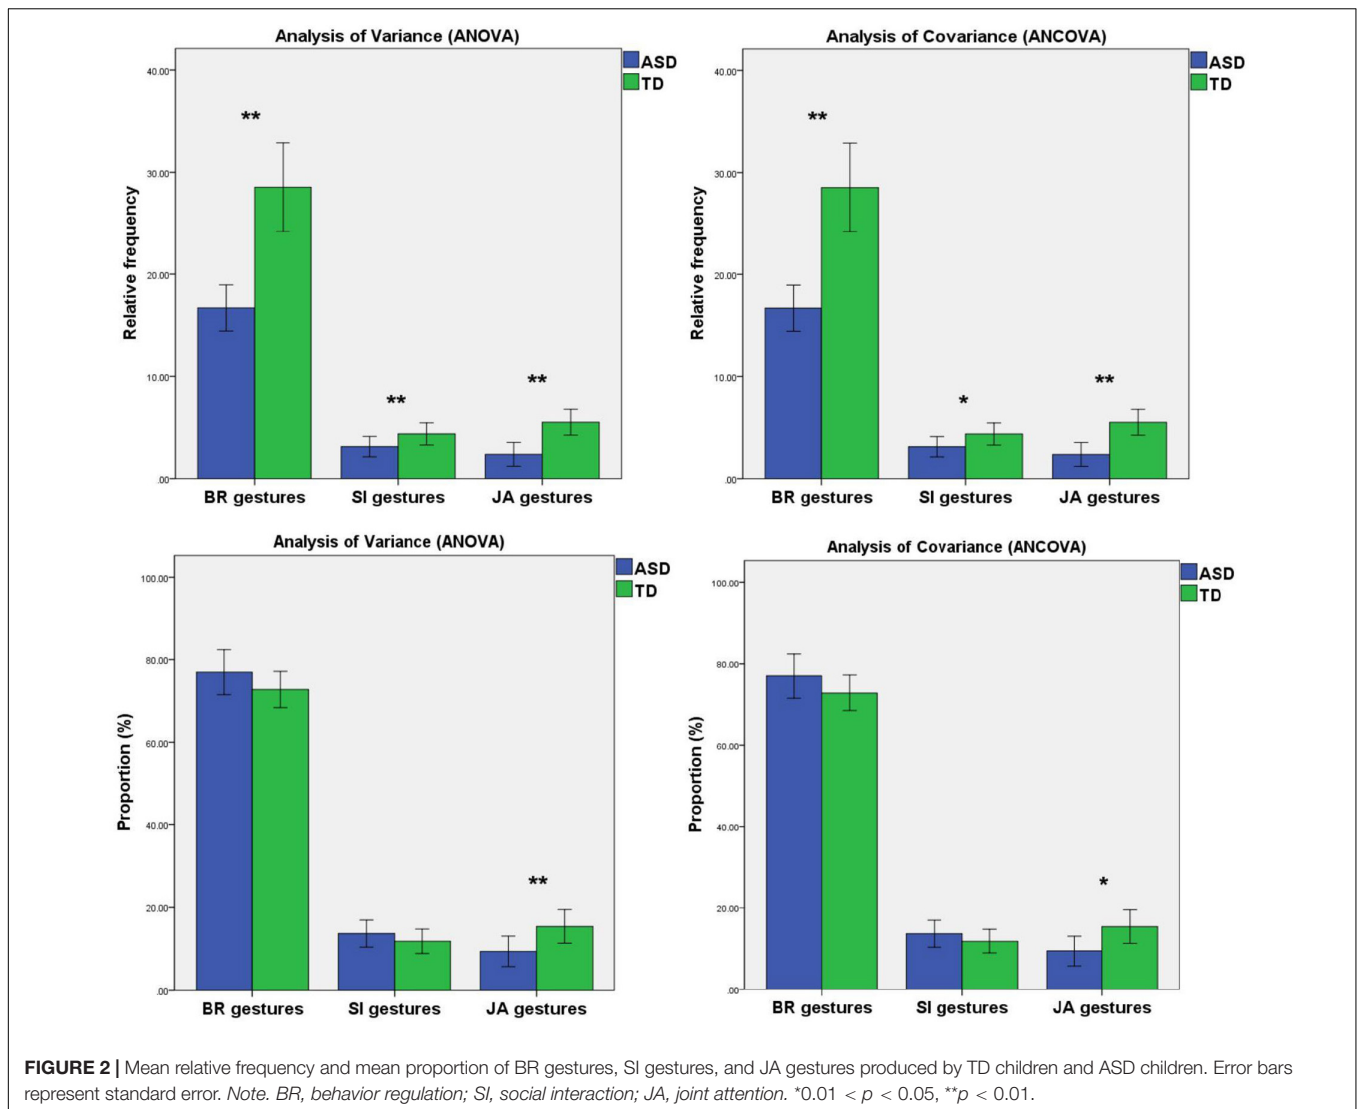 Analysis of Variance (ANOVA)
ASD
TD
40.00
30.00
20.00
10.00
.00
Relative frequency
**
**
**
BR gestures SI gestures JA gestures
Analysis of Covariance (ANCOVA)
ASD
TD
40.00
30.00
20.00
10.00
.00
Relative frequency
**
*
**
BR gestures SI gestures JA gestures
Analysis of Variance (ANOVA)
ASD
TD
100.00
80.00
60.00
40.00
20.00
.00
Proportion (%)
**
BR gestures SI gestures JA gestures
Analysis of Covariance (ANCOVA)
ASD
TD
100.00
80.00
60.00
40.00
20.00
.00
Proportion (%)
*
BR gestures SI gestures JA gestures
FIGURE 2 | Mean relative frequency and mean proportion of BR gestures, SI gestures, and JA gestures produced by TD children and ASD children. Error bars
represent standard error. Note. BR, behavior regulation; SI, social interaction; JA, joint attention. *0.01 < p < 0.05, **p < 0.01.